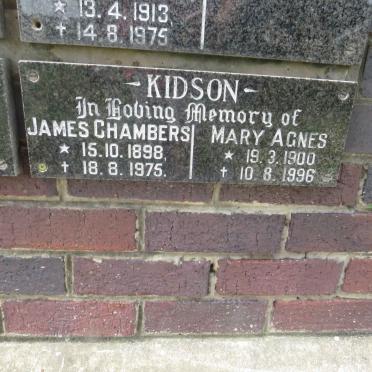 * 13.4.1913
+ 14.8.1975
- KIDSON -
In Loving Memory of
JAMES CHAMBERS
* 15.10.1898
† 18.8.1975.
MARY AGNES
* 19.3.1900
† 10.8.1996